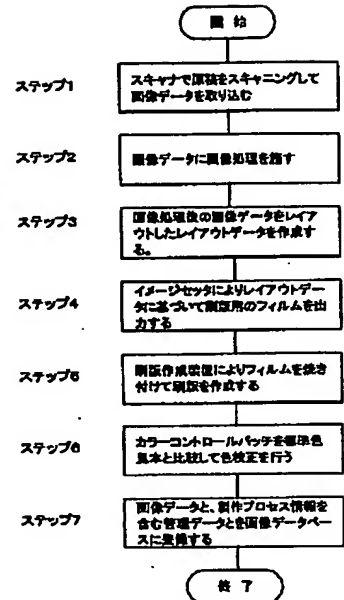 開始
ステップ1
スキャナで原稿をスキャニングして
画像データを取り込む
ステップ2
画像データに画像処理を施す
ステップ3
画像処理後の画像データをレイア
ウトしたレイアウトデータを作成す
る。
ステップ4
イメージセッタによりレイアウトデー
タに基づいて刷版用のフィルムを出
力する
ステップ5
刷版作成装置によりフィルムを焼き
付けて刷版を作成する
ステップ6
カラーコントロールパッチを標準色
見本と比較して色校正を行う
ステップ7
画像データと、制作プロセス情報を
含む管理データとを画像データベー
スに登録する
終了